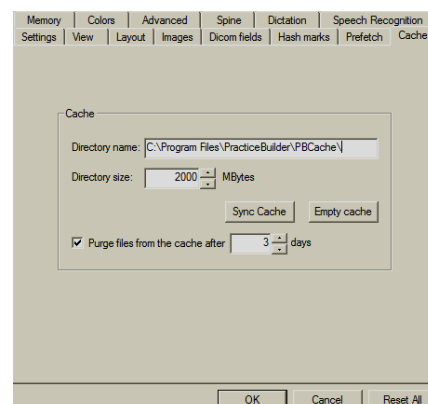 Memory Colors Advanced Spine Dictation Speech Recognition
Settings View Layout Images Dicom fields Hash marks Prefetch Cache
Cache
Directory name: C:\Program Files\PracticeBuilder\PBCache\
Directory size: 2000 MBytes
Sync Cache Empty cache
Purge files from the cache after 3 days
OK Cancel Reset All